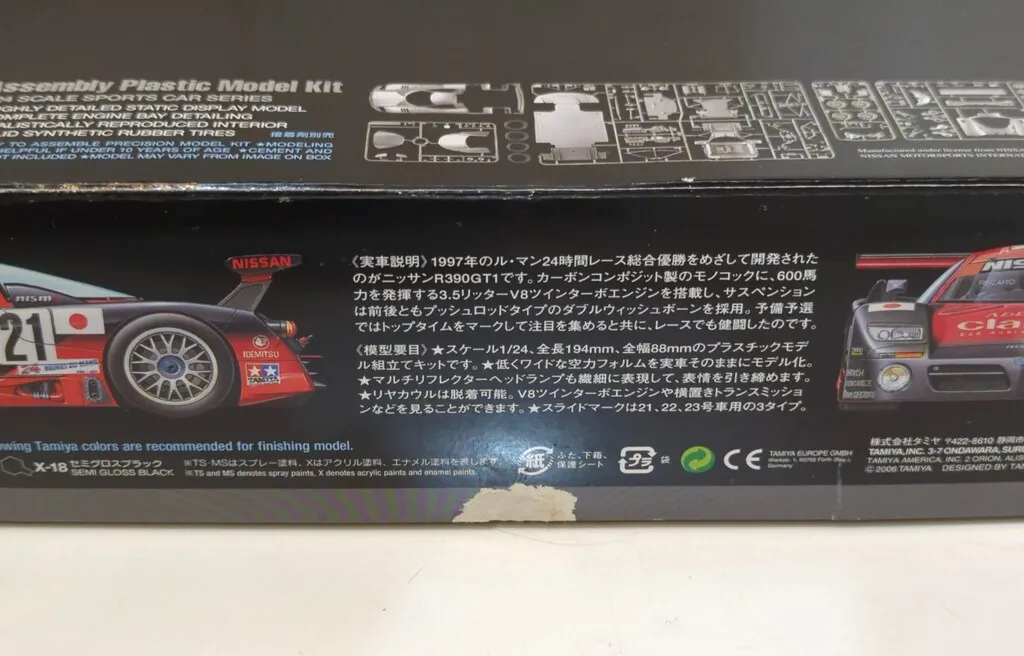 Assembly Plastic Model Kit
SCALE SPORTS CAR SERIES
HIGHLY DETAILED STATIC DISPLAY MODEL
COMPLETE ENGINE BAY DETAILING
REALISTICALLY REPRODUCED INTERIOR
SOLID SYNTHETIC RUBBER TIRES 接着剤別売
TO ASSEMBLE PRECISION MODEL KIT ★MODELING
HELPFUL IF UNDER 10 YEARS OF AGE ★CEMENT AND
NOT INCLUDED ★MODEL MAY VARY FROM IMAGE ON BOX
Manufactured under license from
NISSAN MOTORSPORTS
NISSAN
nismo
21
IDEMITSU
TAMIYA
《実車説明》1997年のル・マン24時間レース総合優勝をめざして開発された
のがニッサンR390GT1です。カーボンコンポジット製のモノコックに、600馬
力を発揮する3.5リッターV8ツインターボエンジンを搭載し、サスペンション
は前後ともプッシュロッドタイプのダブルウィッシュボーンを採用。予備予選
ではトップタイムをマークして注目を集めると共に、レースでも健闘したのです。
《模型要目》★スケール1/24、全長194mm、全幅88mmのプラスチックモデ
ル組立てキットです。★低くワイドな空力フォルムを実車そのままにモデル化。
★マルチリフレクターヘッドランプも繊細に表現して、表情を引き締めます。
★リヤカウルは脱着可能。V8ツインターボエンジンや横置きトランスミッショ
ンなどを見ることができます。★スライドマークは21、22、23号車用の3タイプ。
RECARO
Tamiya colors are recommended for finishing model.
X-18 セミグロスブラック
SEMI GLOSS BLACK
※TS・MSはスプレー塗料、Xはアクリル塗料、エナメル塗料を表します。
※TS and MS denotes spray paints, X denotes acrylic and enamel paints.
紙 ふた、下箱、
保護シート
プラ 袋
CE
TAMIYA EUROPE GMBH
Germany
株式会社タミヤ 〒422-8610 静岡市
TAMIYA, INC. 3-7 ONDAWARA,
TAMIYA AMERICA, INC. 2 ORION,
© 2006 TAMIYA DESIGNED BY